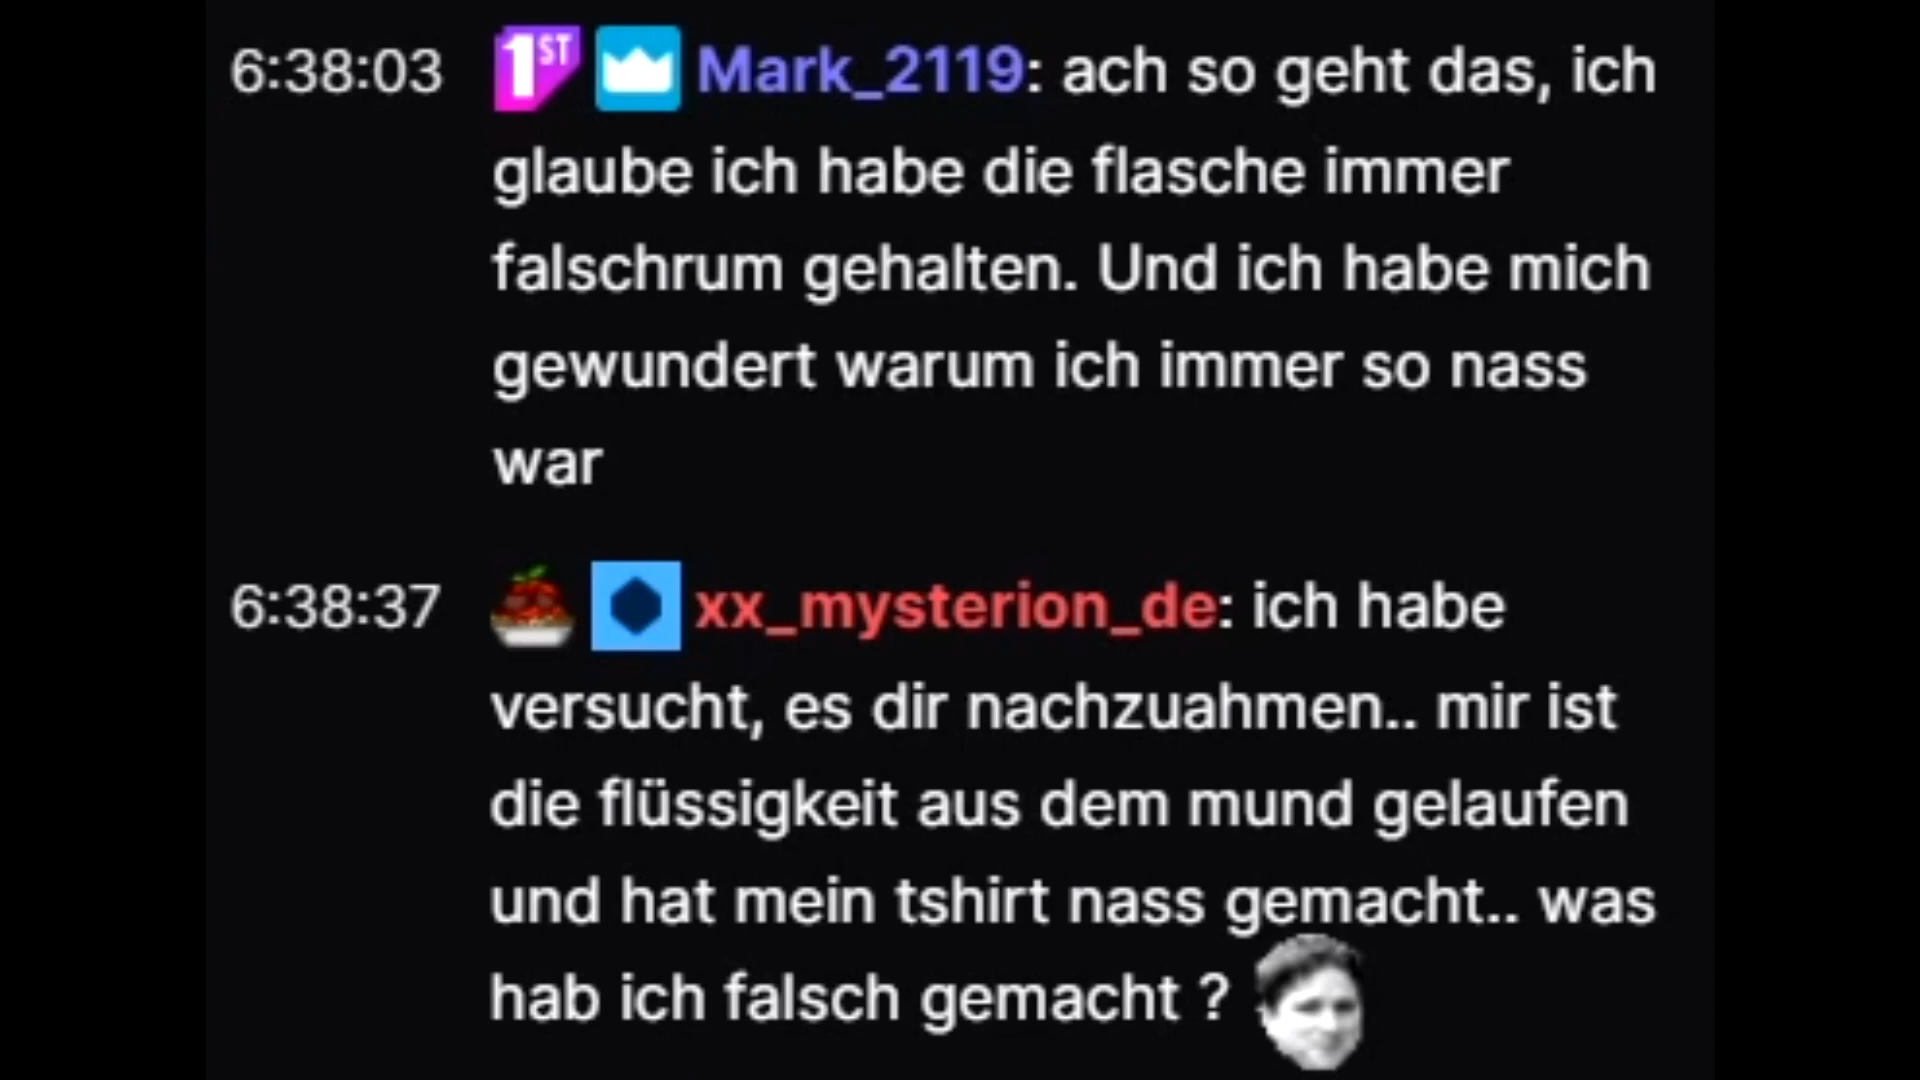 6:38:03 1ST Mark_2119: ach so geht das, ich
glaube ich habe die flasche immer
falschrum gehalten. Und ich habe mich
gewundert warum ich immer so nass
war
6:38:37 xx_mysterion_de: ich habe
versucht, es dir nachzuahmen.. mir ist
die flüssigkeit aus dem mund gelaufen
und hat mein tshirt nass gemacht.. was
hab ich falsch gemacht ?